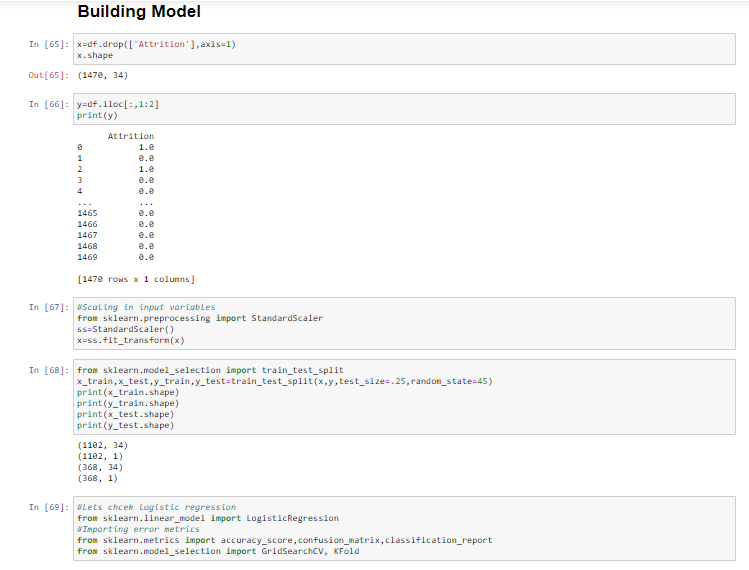 Building Model
In [65]: x=df.drop(['Attrition'],axis=1)
x.shape
Out[65]: (1470, 34)
In [66]: y=df.iloc[:,1:2]
print(y)
Attrition
0 1.0
1 0.0
2 1.0
3 0.0
4 0.0
... ...
1465 0.0
1466 0.0
1467 0.0
1468 0.0
1469 0.0
[1470 rows x 1 columns]
In [67]: #Scaling in input variables
from sklearn.preprocessing import StandardScaler
ss=StandardScaler()
x=ss.fit_transform(x)
In [68]: from sklearn.model_selection import train_test_split
x_train,x_test,y_train,y_test=train_test_split(x,y,test_size=.25,random_state=45)
print(x_train.shape)
print(y_train.shape)
print(x_test.shape)
print(y_test.shape)
(1102, 34)
(1102, 1)
(368, 34)
(368, 1)
In [69]: #Lets chcek logistic regression
from sklearn.linear_model import LogisticRegression
#Importing error metrics
from sklearn.metrics import accuracy_score,confusion_matrix,classification_report
from sklearn.model_selection import GridSearchCV, KFold